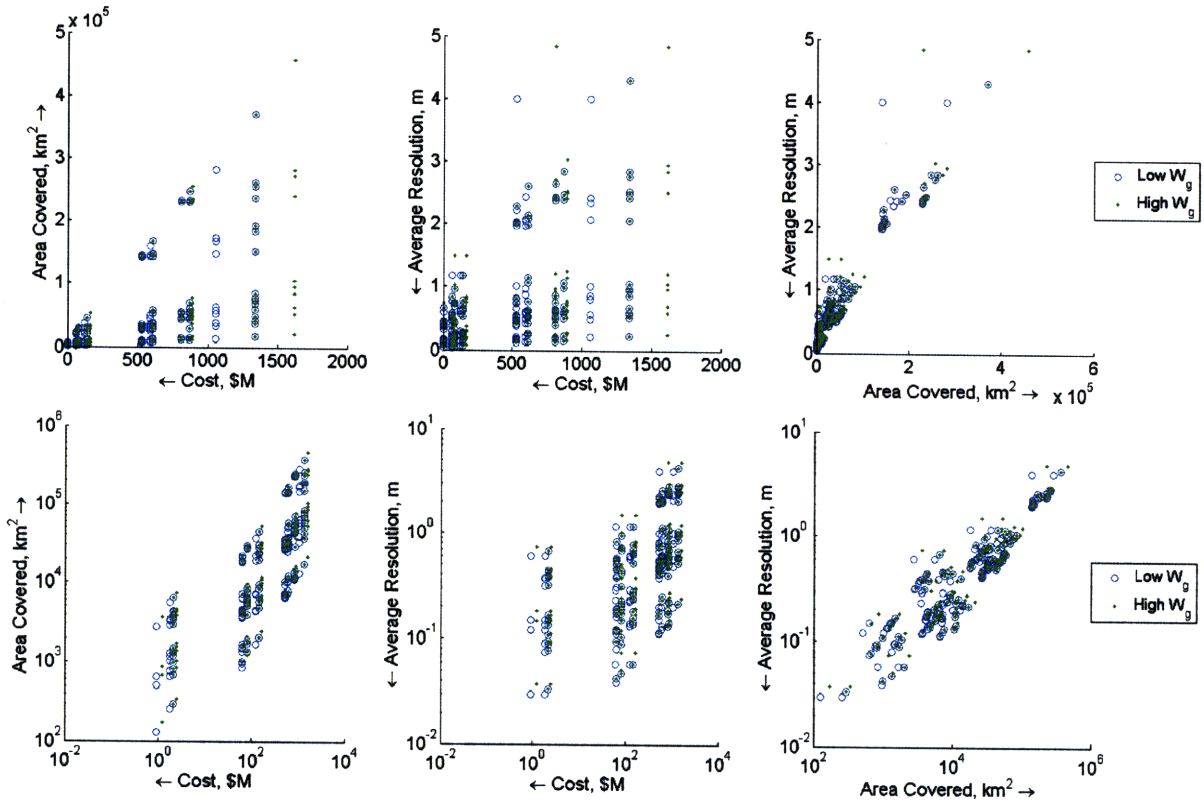 x 10^5
5
4
3
2
1
0
Area Covered, km^2 →
0 500 1000 1500 2000
← Cost, $M
5
4
3
2
1
0
← Average Resolution, m
0 500 1000 1500 2000
← Cost, $M
5
4
3
2
1
0
← Average Resolution, m
0 2 4 6
Area Covered, km^2 → x 10^5
Low W_g
High W_g
10^6
10^5
10^4
10^3
10^2
Area Covered, km^2 →
10^-2 10^0 10^2 10^4
← Cost, $M
10^1
10^0
10^-1
10^-2
← Average Resolution, m
10^-2 10^0 10^2 10^4
← Cost, $M
10^1
10^0
10^-1
10^-2
← Average Resolution, m
10^2 10^4 10^6
Area Covered, km^2 →
Low W_g
High W_g